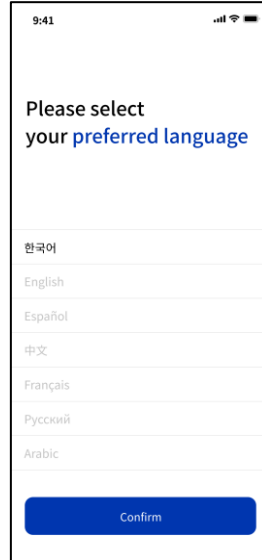 9:41
Please select
your preferred language
한국어
English
Español
中文
Français
Русский
Arabic
Confirm